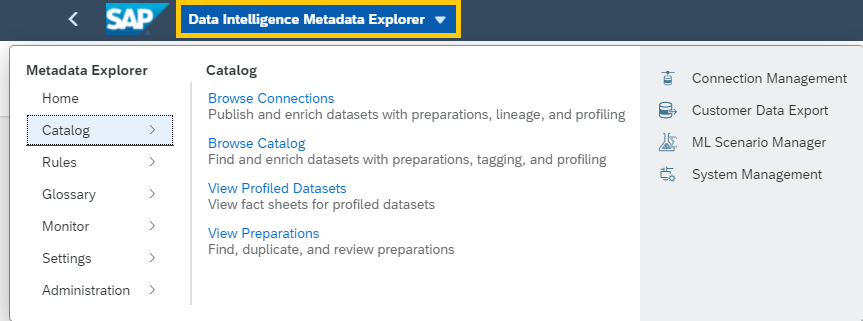 SAP Data Intelligence Metadata Explorer
Metadata Explorer
Home
Catalog
Rules
Glossary
Monitor
Settings
Administration
Catalog
Browse Connections
Publish and enrich datasets with preparations, lineage, and profiling
Browse Catalog
Find and enrich datasets with preparations, tagging, and profiling
View Profiled Datasets
View fact sheets for profiled datasets
View Preparations
Find, duplicate, and review preparations
Connection Management
Customer Data Export
ML Scenario Manager
System Management